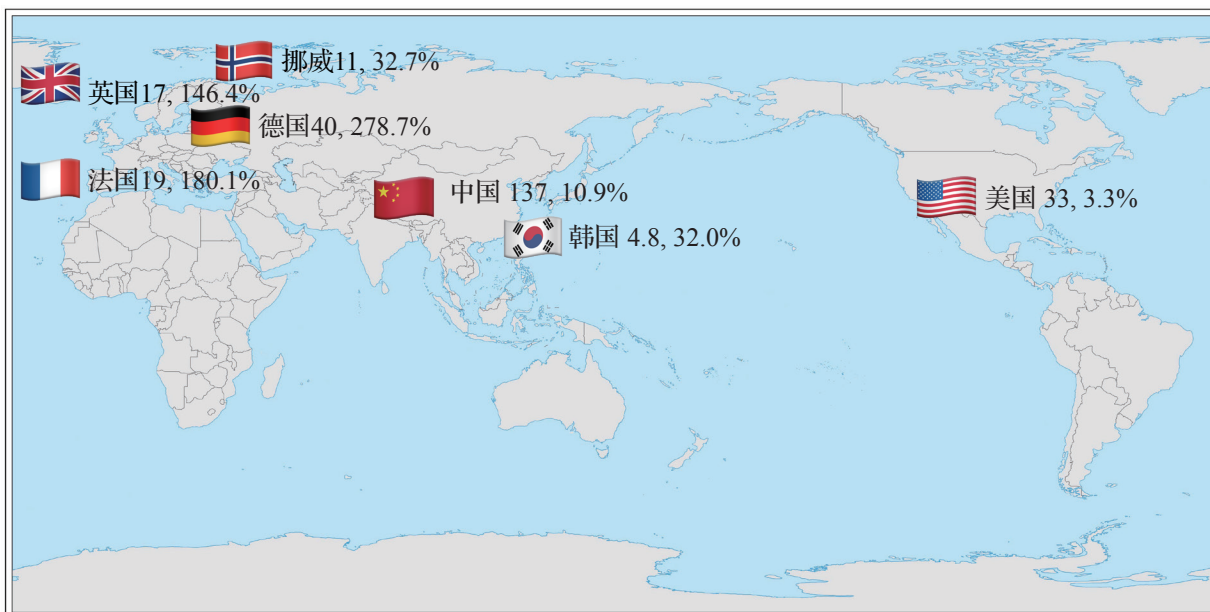 挪威11, 32.7%
英国17, 146.4%
德国40, 278.7%
法国19, 180.1%
中国 137, 10.9%
美国 33, 3.3%
韩国 4.8, 32.0%